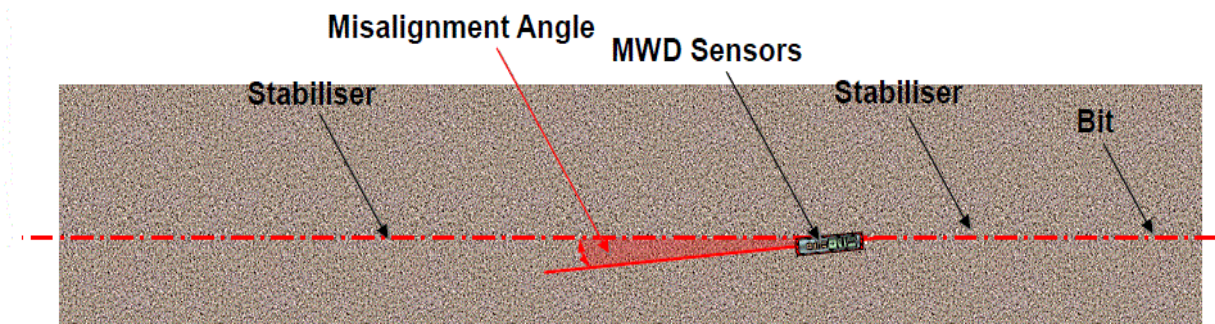 Misalignment Angle
MWD Sensors
Stabiliser
Stabiliser
Bit